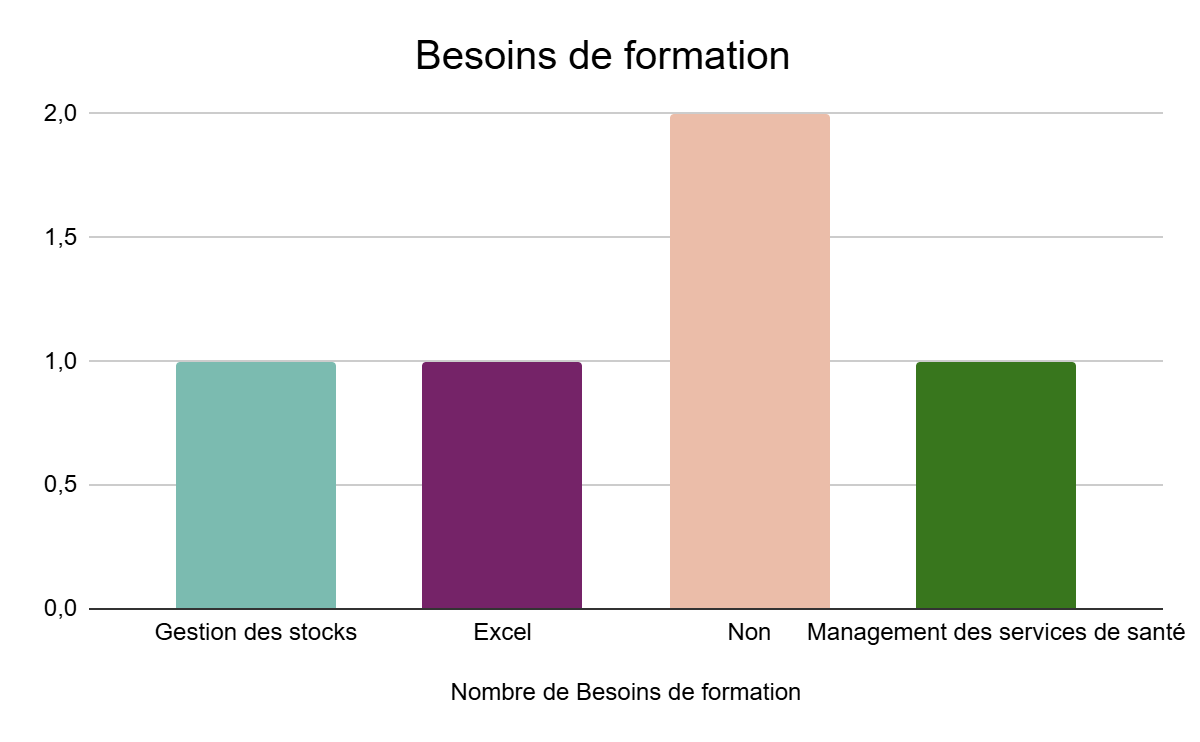 Besoins de formation
2,0
1,5
1,0
0,5
0,0
Gestion des stocks
Excel
Non
Management des services de santé
Nombre de Besoins de formation